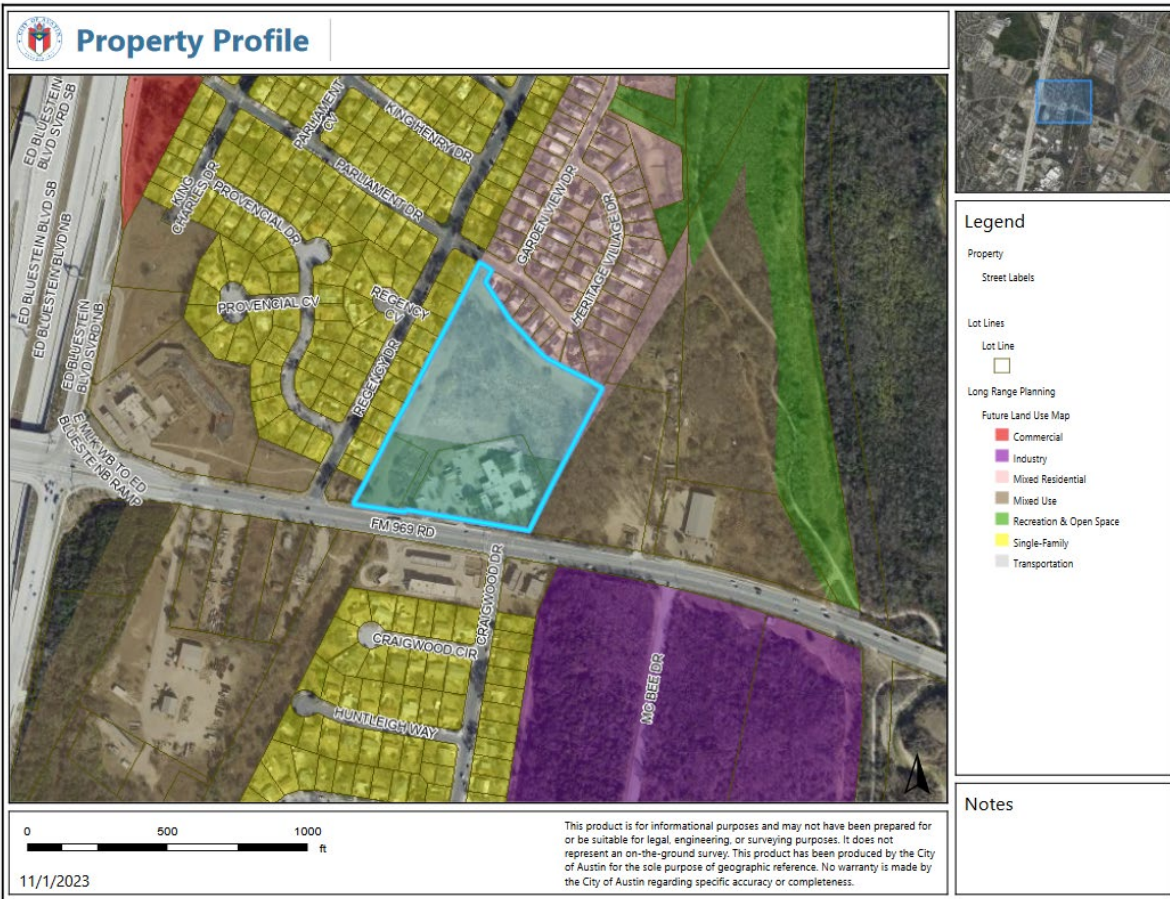 Property Profile
ED BLUESTEIN
BLVD SVRD SB
ED BLUESTEIN BLVD SB
ED BLUESTEIN BLVD NB
ED BLUESTEIN
BLVD SVRD NB
E MLK WB TO ED
BLUESTE NB RAMP
KING
CHARLES DR
PARLIAMENT
CV
KING HENRY DR
PARLIAMENT DR
PROVENCIAL DR
PROVENCIAL CV
REGENCY
CV
REGENCY DR
GARDEN VIEW DR
HERITAGE VILLAGE DR
FM 969 RD
CRAIGWOOD DR
CRAIGWOOD CIR
HUNTLEIGH WAY
MC BEE DR
Legend
Property
Street Labels
Lot Lines
Lot Line
Long Range Planning
Future Land Use Map
Commercial
Industry
Mixed Residential
Mixed Use
Recreation & Open Space
Single-Family
Transportation
Notes
0 500 1000
ft
11/1/2023
This product is for informational purposes and may not have been prepared for
or be suitable for legal, engineering, or surveying purposes. It does not
represent an on-the-ground survey. This product has been produced by the City
of Austin for the sole purpose of geographic reference. No warranty is made by
the City of Austin regarding specific accuracy or completeness.